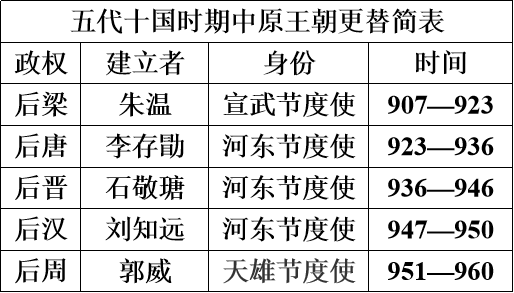 五代十国时期中原王朝更替简表
政权 建立者 身份 时间
后梁 朱温 宣武节度使 907—923
后唐 李存勖 河东节度使 923—936
后晋 石敬瑭 河东节度使 936—946
后汉 刘知远 河东节度使 947—950
后周 郭威 天雄节度使 951—960